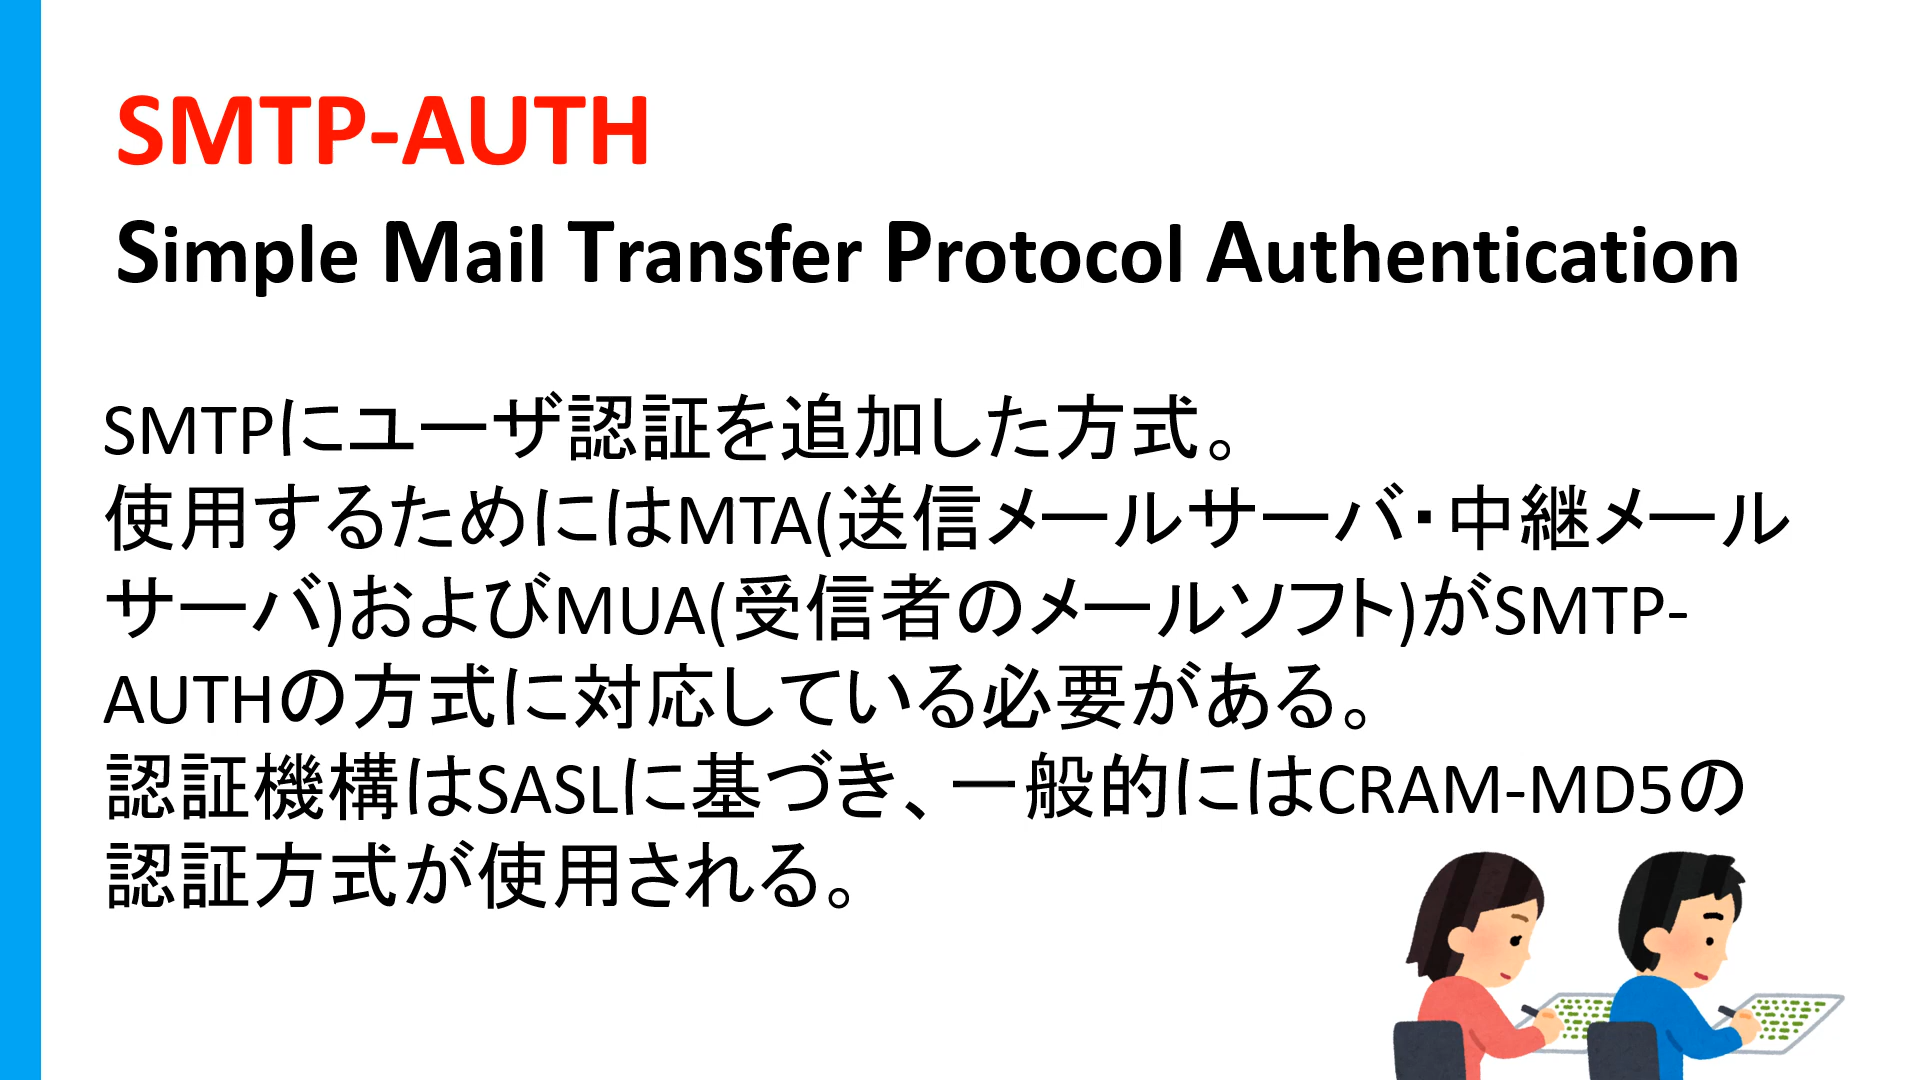 SMTP-AUTH
Simple Mail Transfer Protocol Authentication
SMTPにユーザ認証を追加した方式。
使用するためにはMTA(送信メールサーバ・中継メール
サーバ)およびMUA(受信者のメールソフト)がSMTP-
AUTHの方式に対応している必要がある。
認証機構はSASLに基づき、一般的にはCRAM-MD5の
認証方式が使用される。